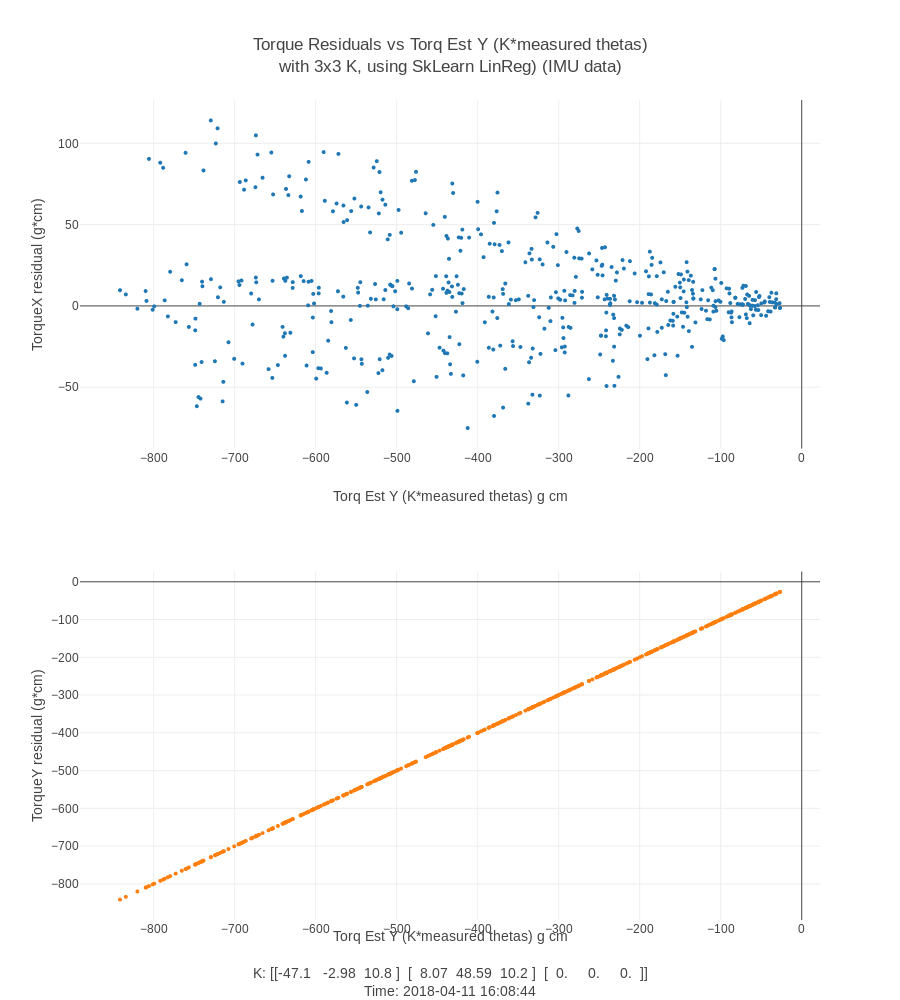 Torque Residuals vs Torq Est Y (K*measured thetas)
with 3x3 K, using SkLearn LinReg) (IMU data)
TorqueX residual (g*cm)
100
50
0
−50
−800 −700 −600 −500 −400 −300 −200 −100 0
Torq Est Y (K*measured thetas) g cm
TorqueY residual (g*cm)
0
−100
−200
−300
−400
−500
−600
−700
−800
−800 −700 −600 −500 −400 −300 −200 −100 0
Torq Est Y (K*measured thetas) g cm
K: [[-47.1 -2.98 10.8 ] [ 8.07 48.59 10.2 ] [ 0. 0. 0. ]]
Time: 2018-04-11 16:08:44